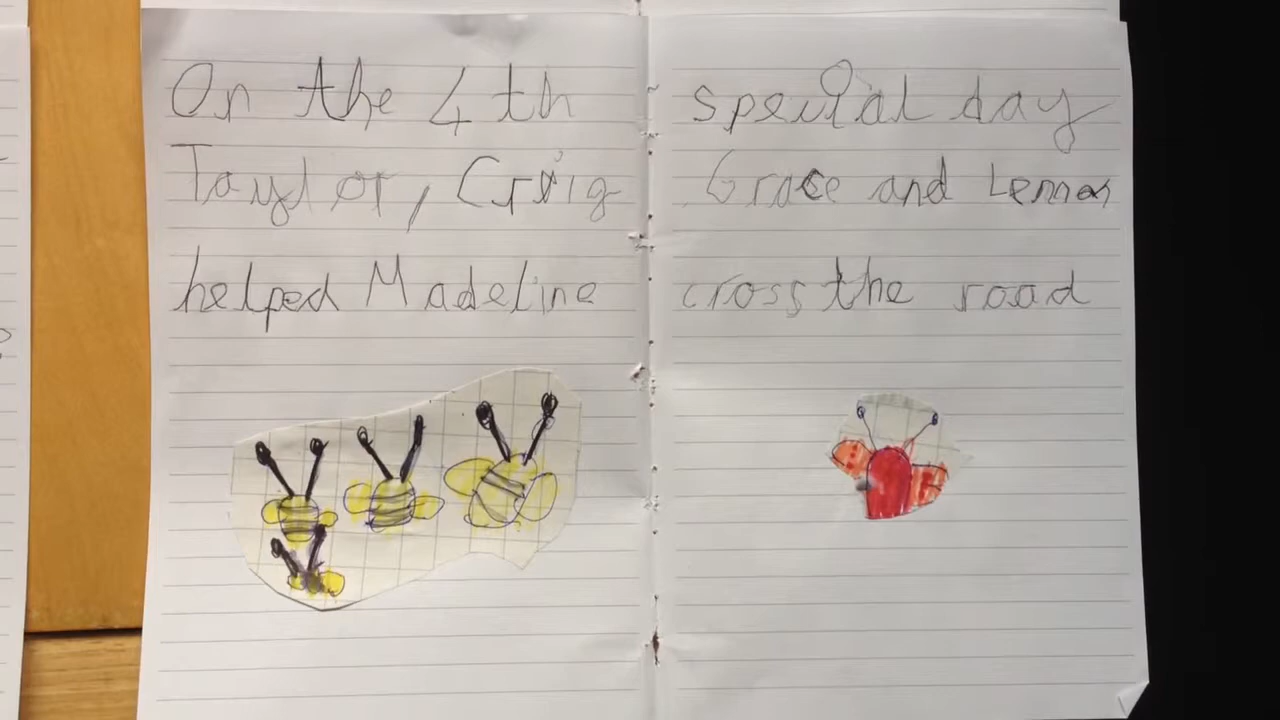 On the 4th special day
Taylor, Craig Grace and Lennox
helped Madeline cross the road